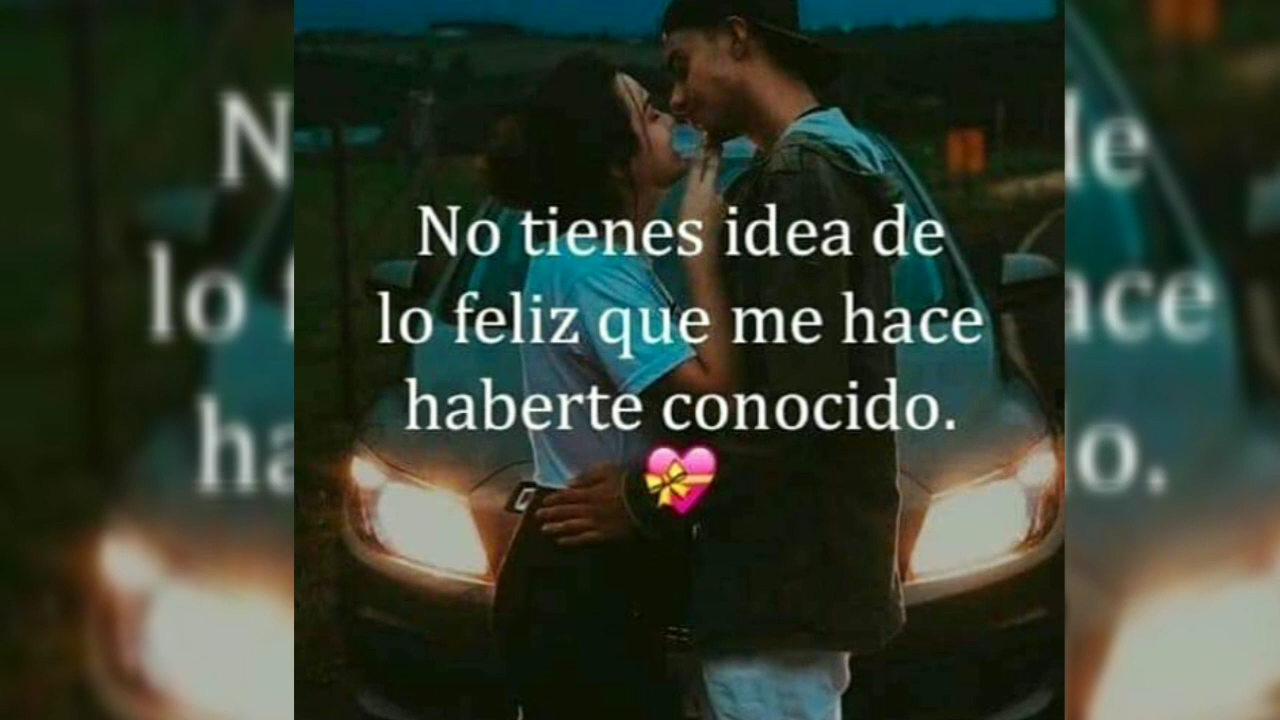 No tienes idea de
lo feliz que me hace
haberte conocido.
💝